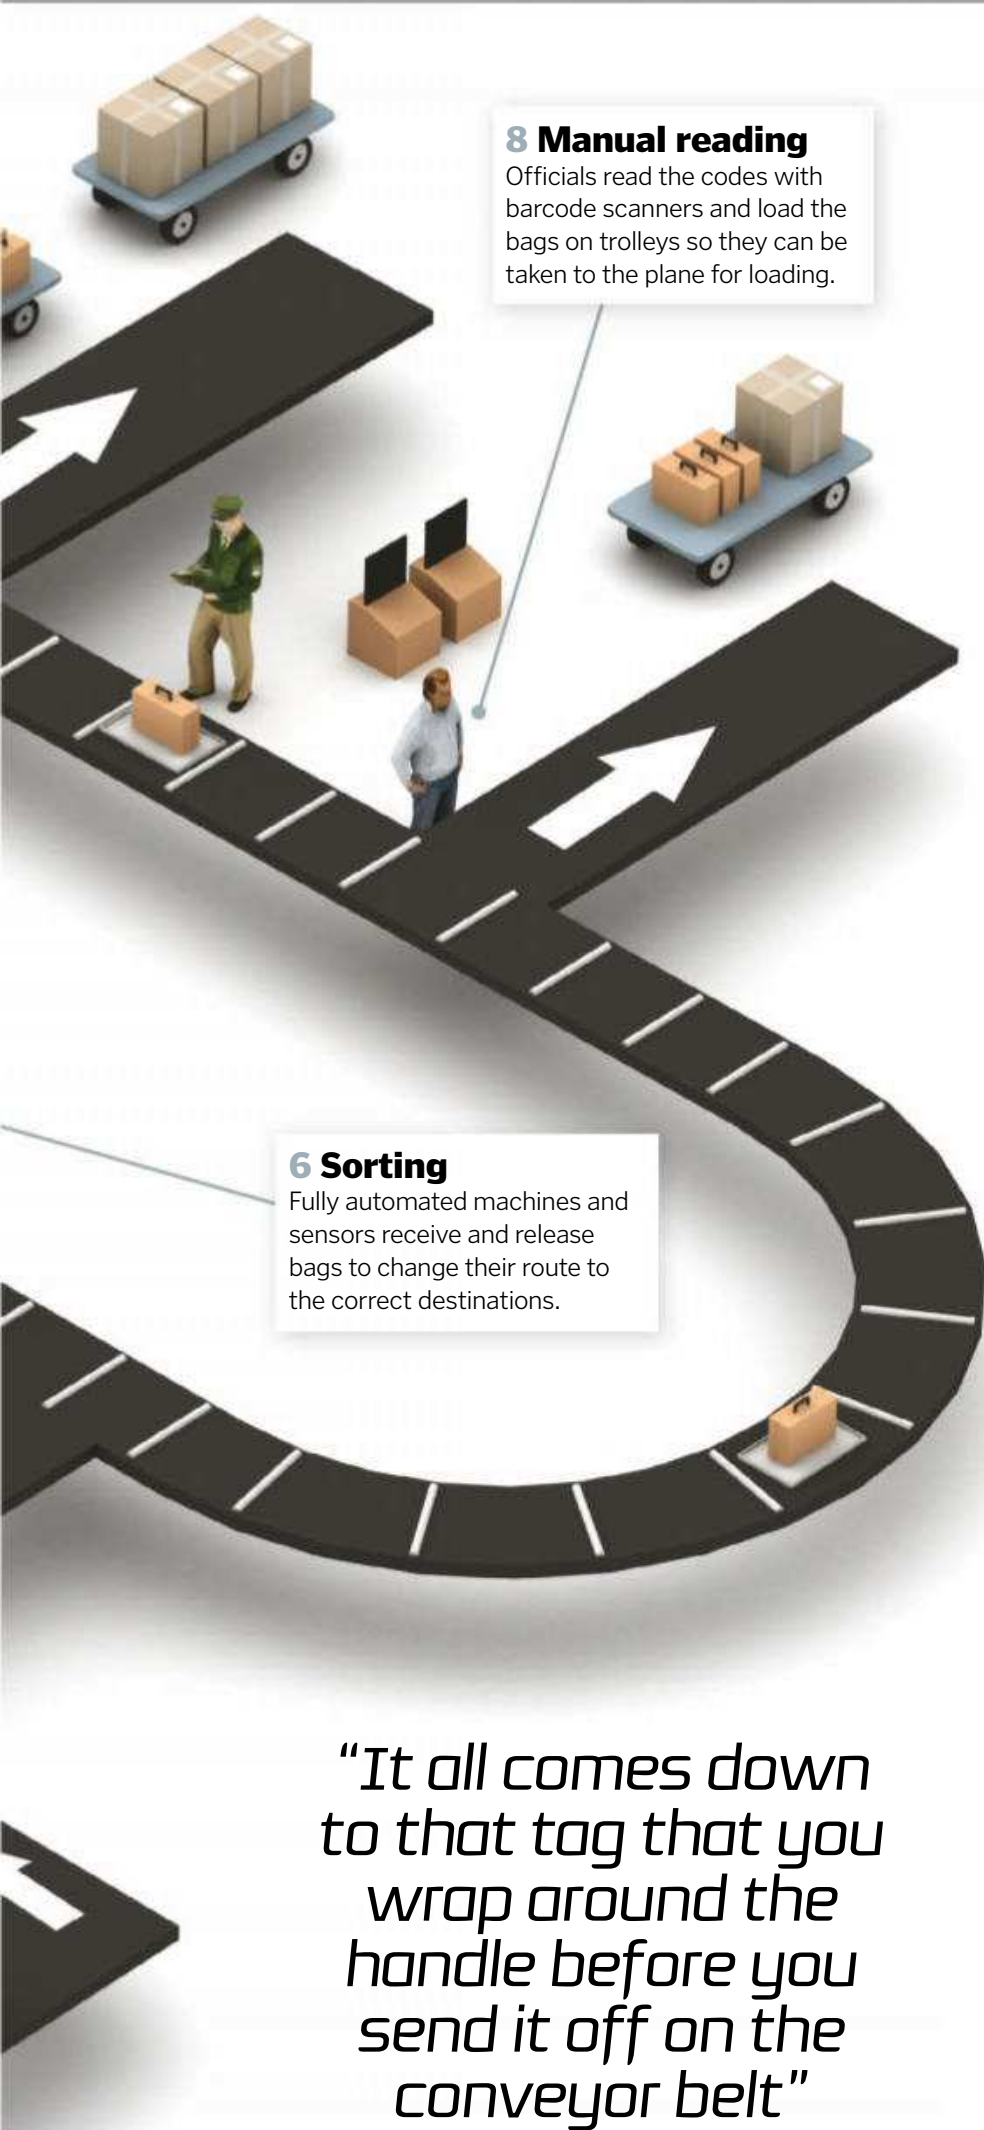 8 Manual reading
Officials read the codes with
barcode scanners and load the
bags on trolleys so they can be
taken to the plane for loading.
6 Sorting
Fully automated machines and
sensors receive and release
bags to change their route to
the correct destinations.
“It all comes down
to that tag that you
wrap around the
handle before you
send it off on the
conveyor belt”